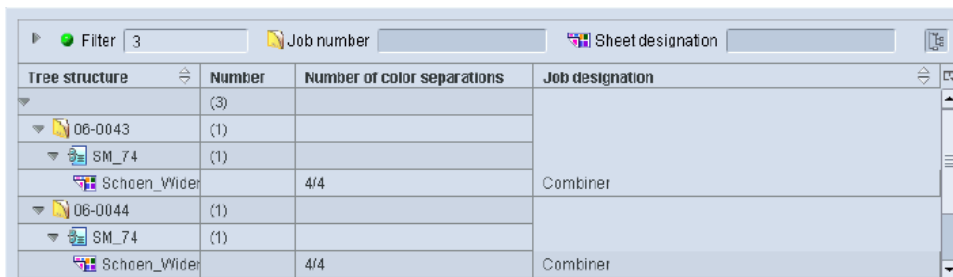 Filter 3 Job number Sheet designation
Tree structure Number Number of color separations Job designation
(3)
06-0043 (1)
SM_74 (1)
Schoen_Wider 4/4 Combiner
06-0044 (1)
SM_74 (1)
Schoen_Wider 4/4 Combiner